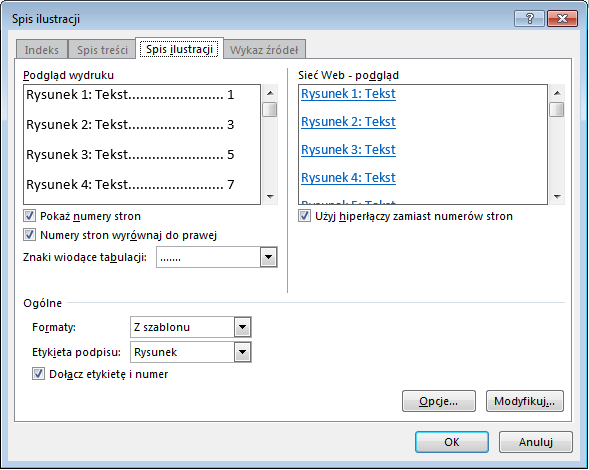 Spis ilustracji
Indeks Spis treści Spis ilustracji Wykaz źródeł
Podgląd wydruku
Rysunek 1: Tekst........................ 1
Rysunek 2: Tekst........................ 3
Rysunek 3: Tekst........................ 5
Rysunek 4: Tekst........................ 7
Pokaż numery stron
Numery stron wyrównaj do prawej
Znaki wiodące tabulacji: .......
Sieć Web - podgląd
Rysunek 1: Tekst
Rysunek 2: Tekst
Rysunek 3: Tekst
Rysunek 4: Tekst
Rysunek 5: Tekst
Użyj hiperłączy zamiast numerów stron
Ogólne
Formaty: Z szablonu
Etykieta podpisu: Rysunek
Dołącz etykietę i numer
Opcje... Modyfikuj...
OK Anuluj